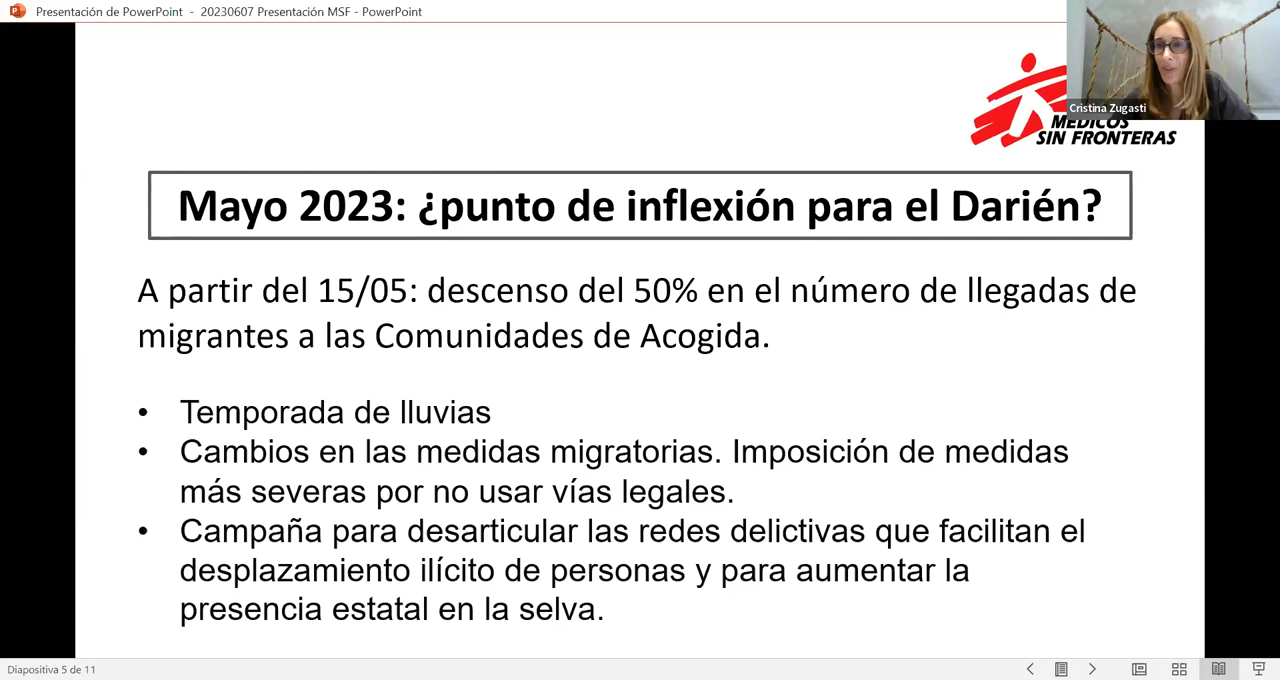 Presentación de PowerPoint - 20230607 Presentación MSF - PowerPoint
Cristina Zugasti
MEDICOS
SIN FRONTERAS
Mayo 2023: ¿punto de inflexión para el Darién?
A partir del 15/05: descenso del 50% en el número de llegadas de
migrantes a las Comunidades de Acogida.
• Temporada de lluvias
• Cambios en las medidas migratorias. Imposición de medidas
más severas por no usar vías legales.
• Campaña para desarticular las redes delictivas que facilitan el
desplazamiento ilícito de personas y para aumentar la
presencia estatal en la selva.
Diapositiva 5 de 11